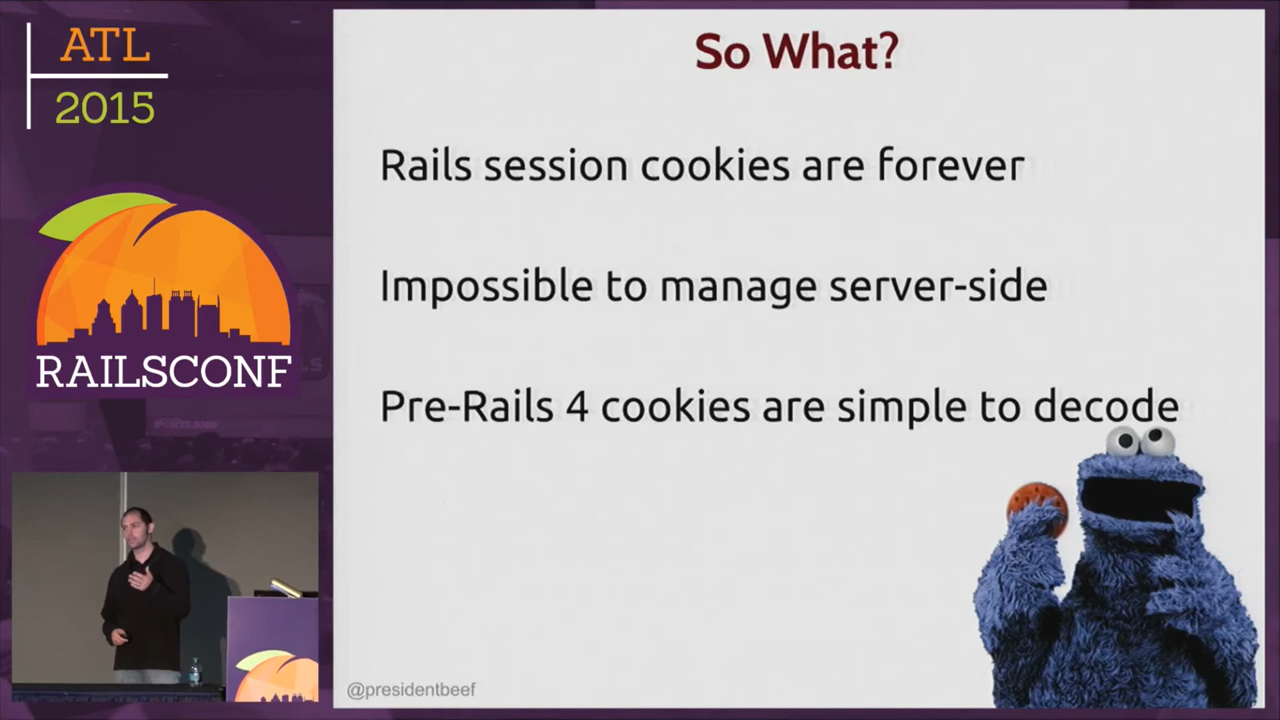 ATL
2015
RAILSCONF
So What?
Rails session cookies are forever
Impossible to manage server-side
Pre-Rails 4 cookies are simple to decode
@presidentbeef